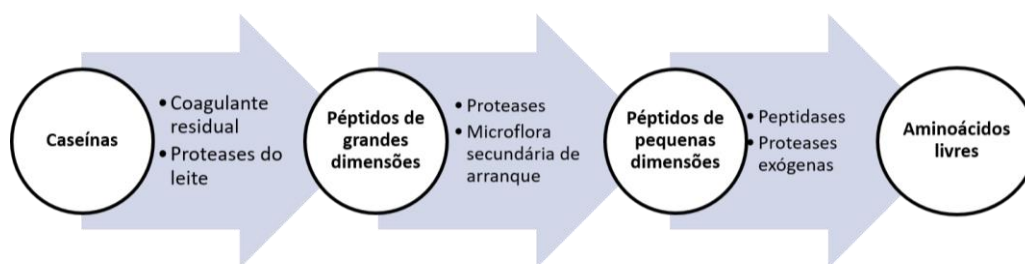 Caseínas
• Coagulante
residual
• Proteases do
leite
Péptidos de
grandes
dimensões
• Proteases
• Microflora
secundária de
arranque
Péptidos de
pequenas
dimensões
• Peptidases
• Proteases
exógenas
Aminoácidos
livres